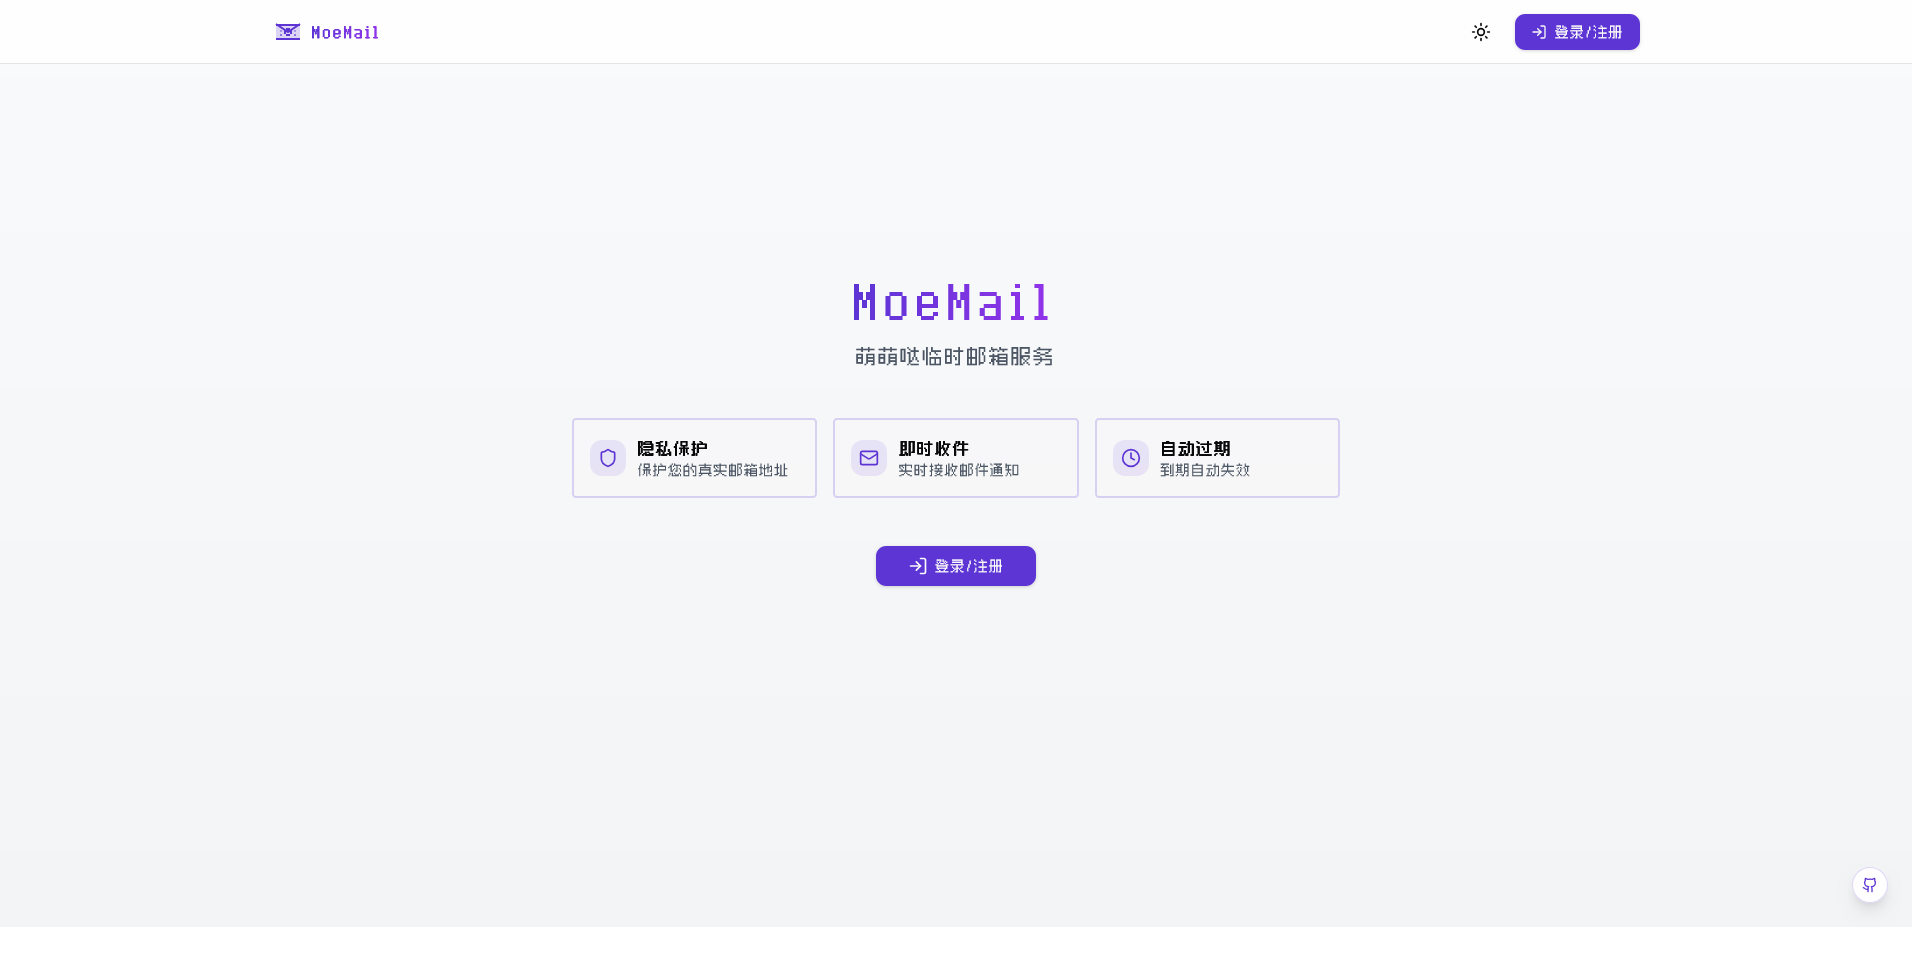 MoeMail
登录/注册
MoeMail
萌萌哒临时邮箱服务
隐私保护
保护您的真实邮箱地址
即时收件
实时接收邮件通知
自动过期
到期自动失效
登录/注册